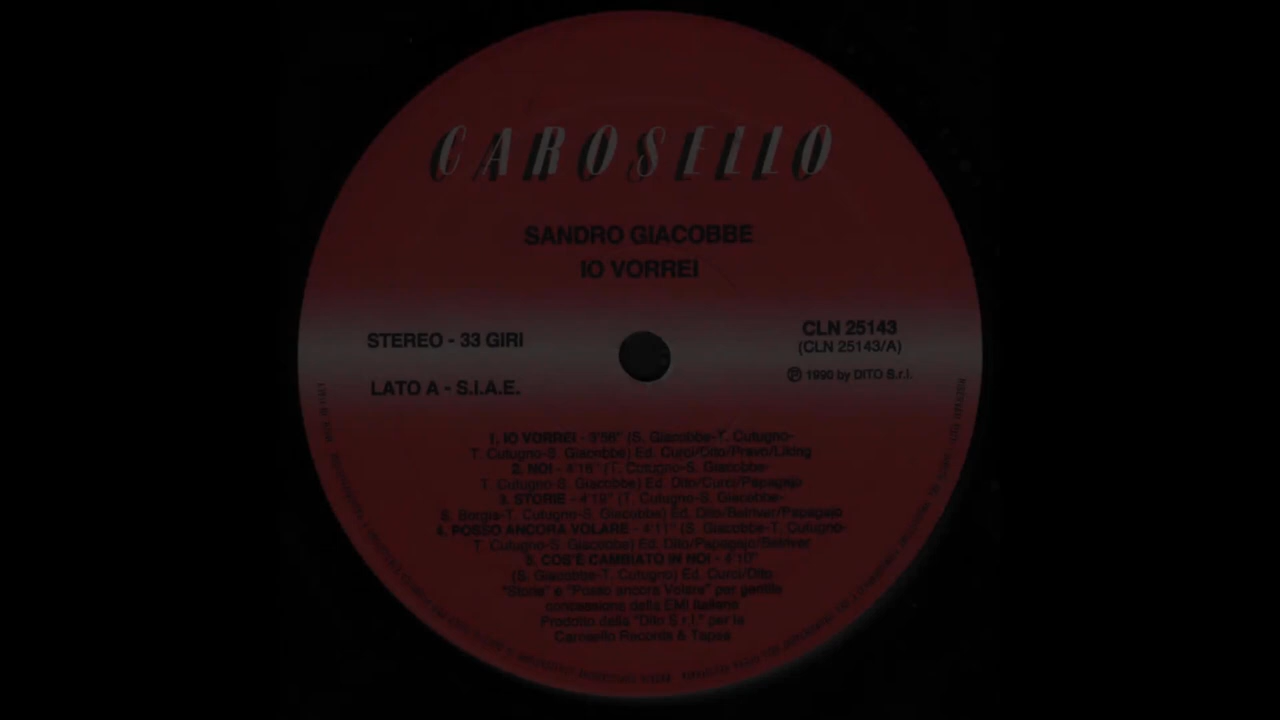 CAROSELLO
SANDRO GIACOBBE
IO VORREI
STEREO - 33 GIRI
CLN 25143
(CLN 25143/A)
℗ 1990 by DITO S.r.l.
LATO A - S.I.A.E.
1. IO VORREI - 3'56" (S. Giacobbe-T. Cutugno-
T. Cutugno-S. Giacobbe) Ed. Curci/Dito/Pravo/Liking
2. NOI - 4'16" (T. Cutugno-S. Giacobbe-
T. Cutugno-S. Giacobbe) Ed. Dito/Curci/Papagajo
3. STORIE - 4'19" (T. Cutugno-S. Giacobbe-
S. Borgia-T. Cutugno-S. Giacobbe) Ed. Dito/Belriver/Papagajo
4. POSSO ANCORA VOLARE - 4'11" (S. Giacobbe-T. Cutugno-
T. Cutugno-S. Giacobbe) Ed. Dito/Papagajo/Belriver
5. COS'È CAMBIATO IN NOI - 4'10"
(S. Giacobbe-T. Cutugno) Ed. Curci/Dito
"Storie" e "Posso ancora Volare" per gentile
concessione della EMI Italiana
Prodotto dalla "Dito S.r.l." per la
Carosello Records & Tapes